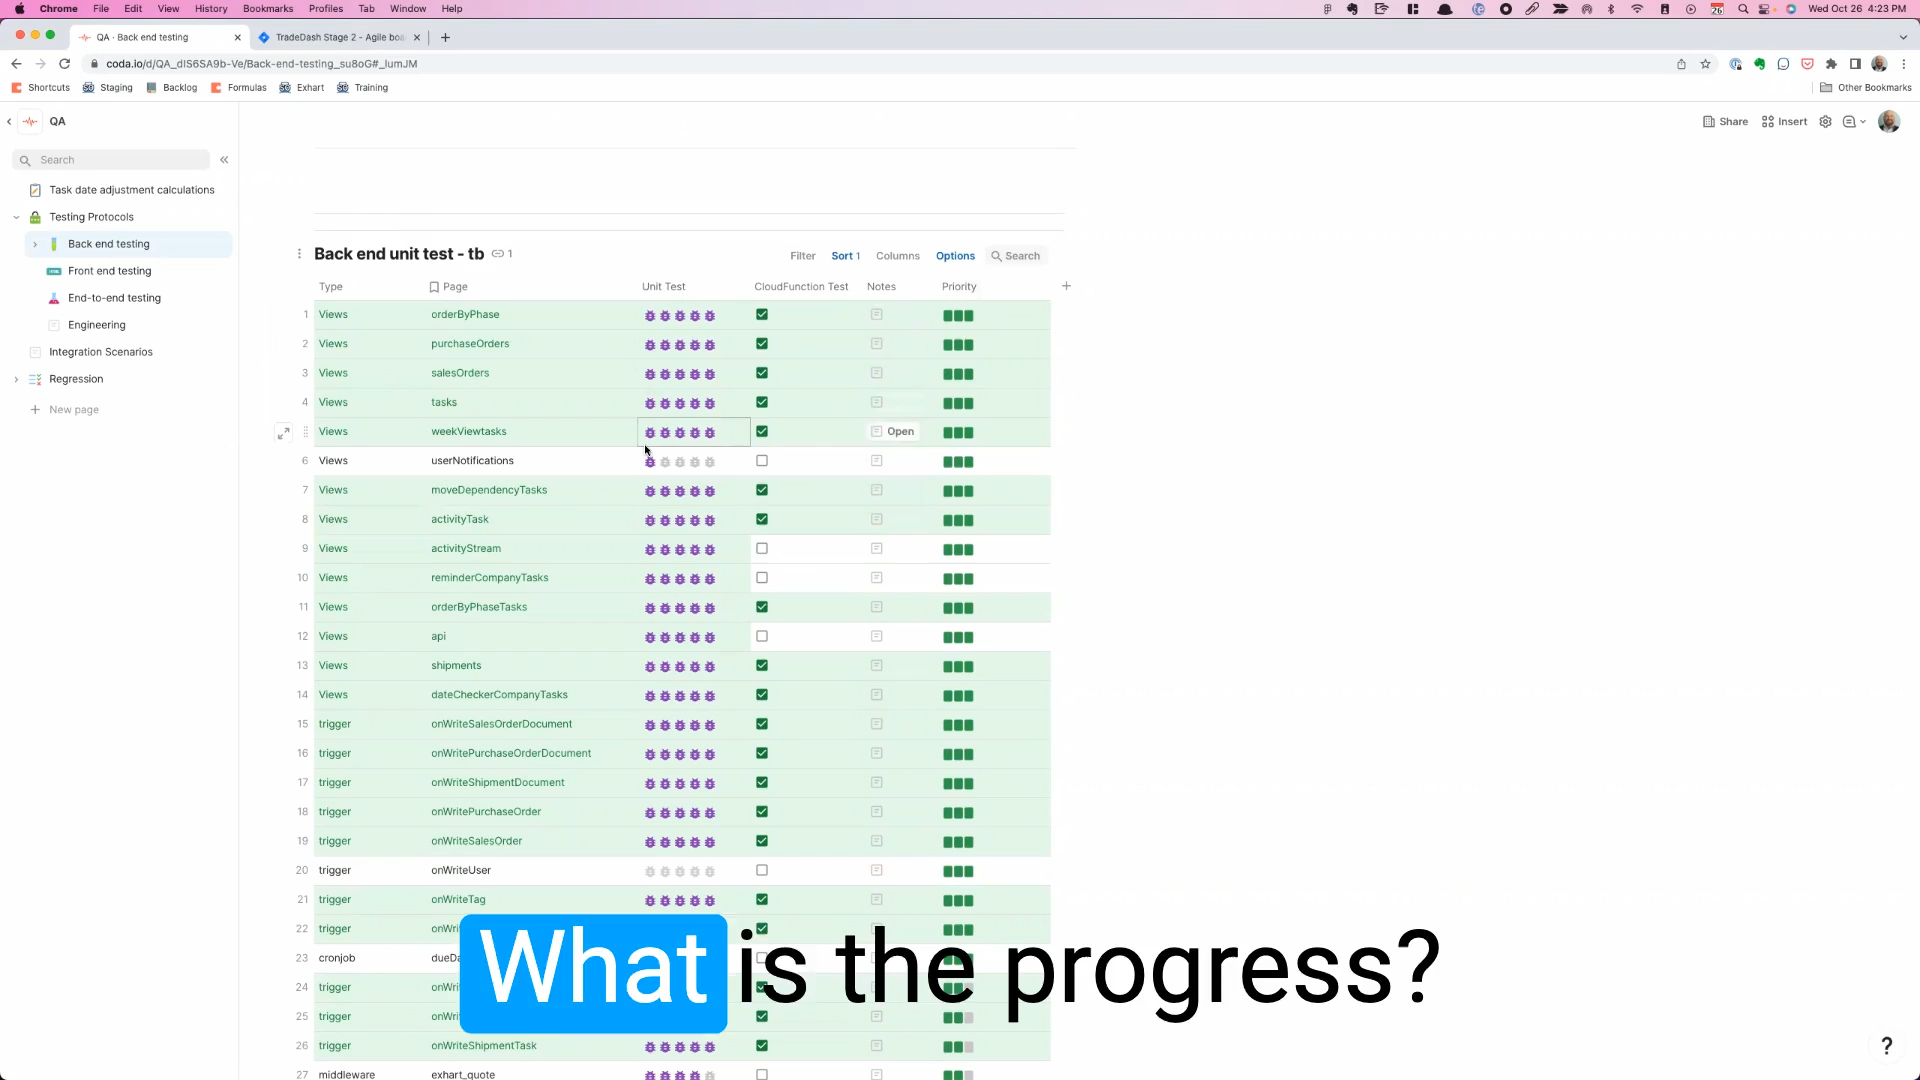 Chrome File Edit View History Bookmarks Profiles Tab Window Help
26 Wed Oct 26 4:23 PM
QA · Back end testing
TradeDash Stage 2 - Agile boa
coda.io/d/QA_dIS6SA9b-Ve/Back-end-testing_su8oG#_lumJM
Shortcuts Staging Backlog Formulas Exhart Training Other Bookmarks
QA Share Insert
Search
Task date adjustment calculations
Testing Protocols
Back end testing
Front end testing
End-to-end testing
Engineering
Integration Scenarios
Regression
New page
Back end unit test - tb 1 Filter Sort 1 Columns Options Search
Type Page Unit Test CloudFunction Test Notes Priority
1 Views orderByPhase
2 Views purchaseOrders
3 Views salesOrders
4 Views tasks
Views weekViewtasks Open
6 Views userNotifications
7 Views moveDependencyTasks
8 Views activityTask
9 Views activityStream
10 Views reminderCompanyTasks
11 Views orderByPhaseTasks
12 Views api
13 Views shipments
14 Views dateCheckerCompanyTasks
15 trigger onWriteSalesOrderDocument
16 trigger onWritePurchaseOrderDocument
17 trigger onWriteShipmentDocument
18 trigger onWritePurchaseOrder
19 trigger onWriteSalesOrder
20 trigger onWriteUser
21 trigger onWriteTag
22 trigger onWri
23 cronjob dueDa
24 trigger onWri
25 trigger onWri
26 trigger onWriteShipmentTask
27 middleware exhart_quote
What is the progress?
?